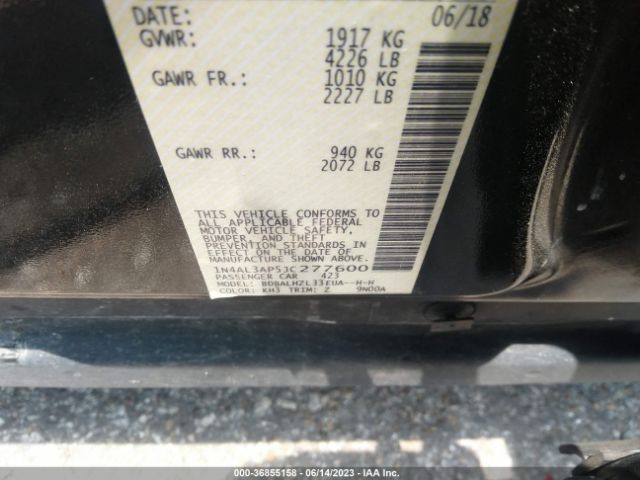 DATE: 06/18
GVWR: 1917 KG
4226 LB
GAWR FR.: 1010 KG
2227 LB
GAWR RR.: 940 KG
2072 LB
THIS VEHICLE CONFORMS TO
ALL APPLICABLE FEDERAL
MOTOR VEHICLE SAFETY,
BUMPER, AND THEFT
PREVENTION STANDARDS IN
EFFECT ON THE DATE OF
MANUFACTURE SHOWN ABOVE.
1N4AL3AP5JC277600
PASSENGER CAR 423
MODEL: BDBALHZL33EUA--H-H
COLOR: KH3 TRIM: Z 9N00A
000-36855158 - 06/14/2023 - IAA Inc.